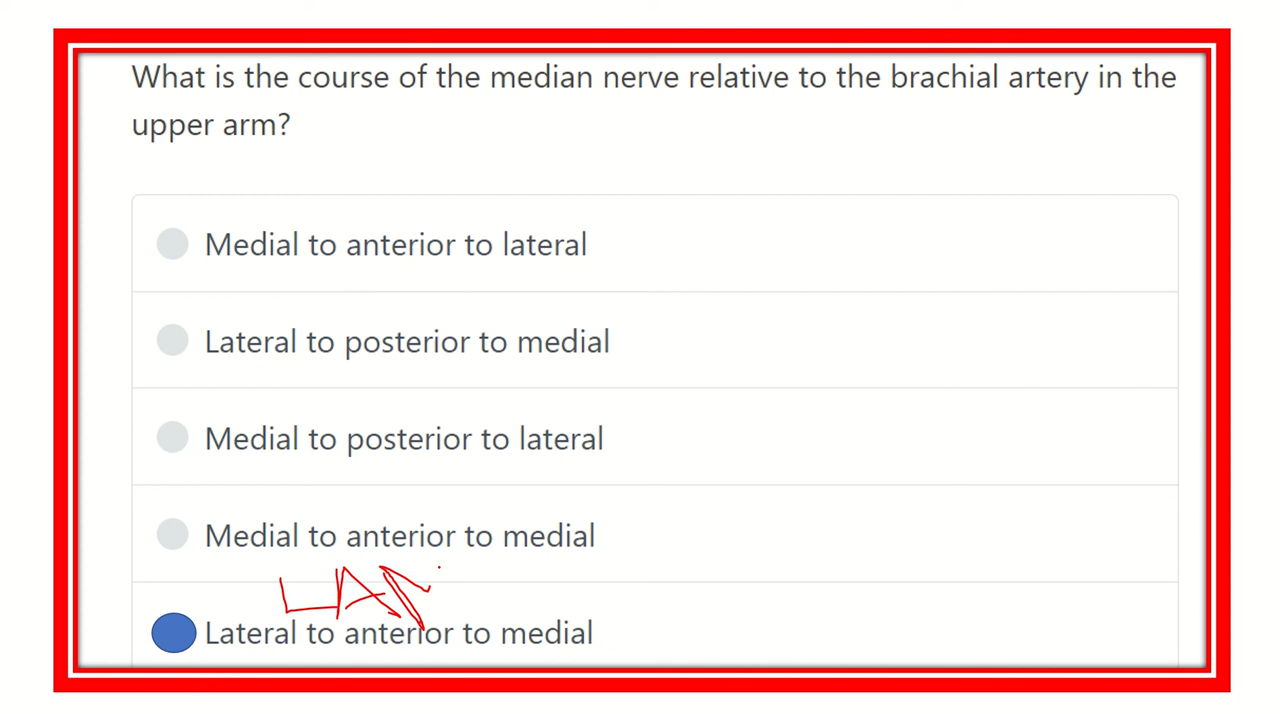 What is the course of the median nerve relative to the brachial artery in the
upper arm?
Medial to anterior to lateral
Lateral to posterior to medial
Medial to posterior to lateral
Medial to anterior to medial
Lateral to anterior to medial